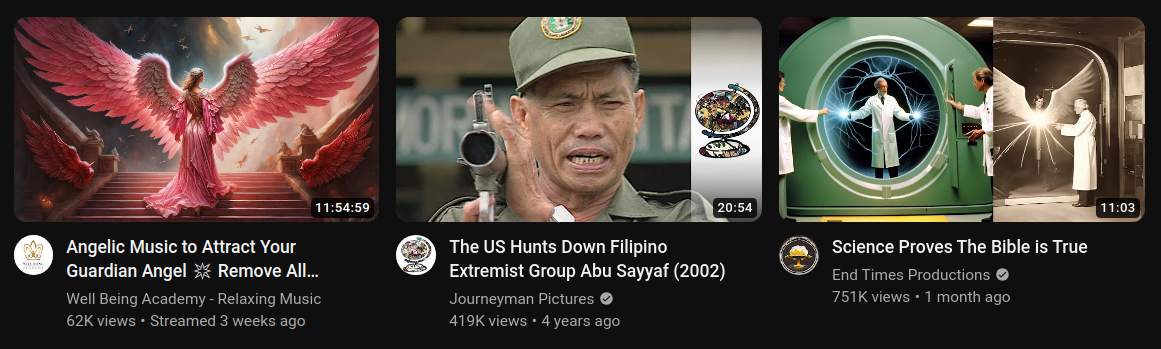 11:54:59
Angelic Music to Attract Your
Guardian Angel 💥 Remove All...
Well Being Academy - Relaxing Music
62K views • Streamed 3 weeks ago
20:54
The US Hunts Down Filipino
Extremist Group Abu Sayyaf (2002)
Journeyman Pictures
419K views • 4 years ago
11:03
Science Proves The Bible is True
End Times Productions
751K views • 1 month ago